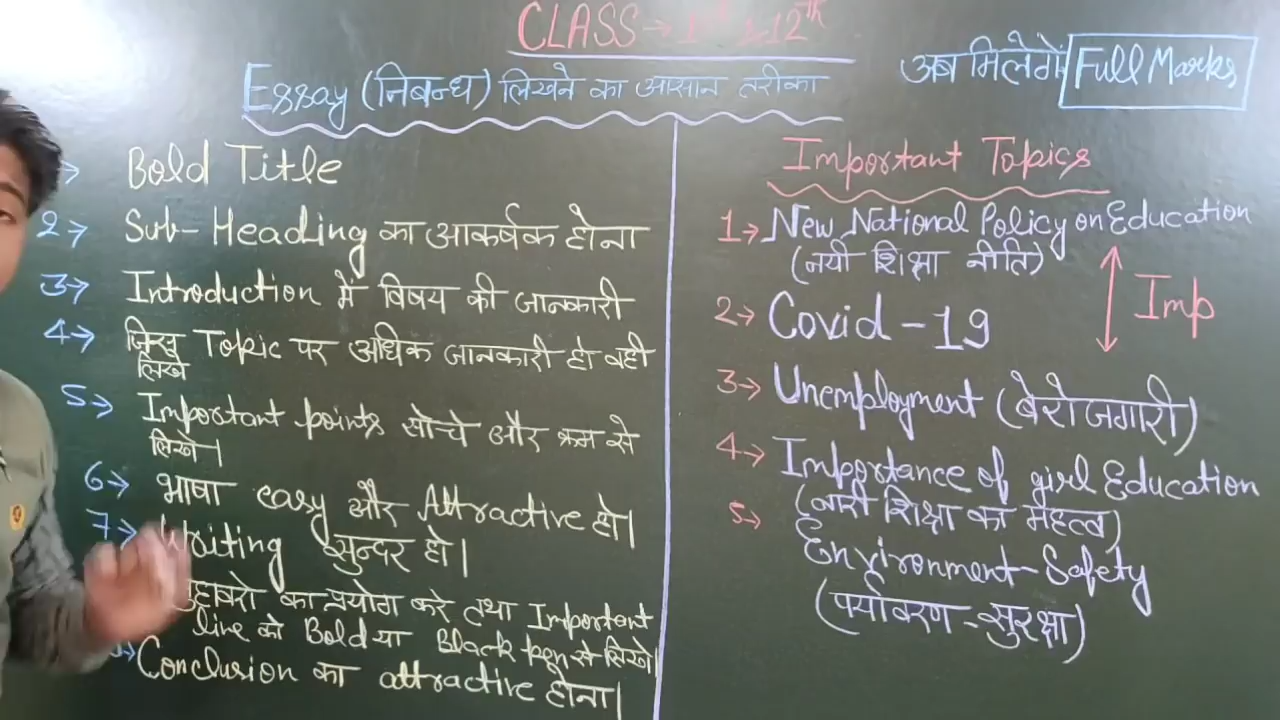 CLASS → 1st 12th
Essay (निबन्ध) लिखने का आसान तरीका
अब मिलेगें Full Marks
Bold Title
2→ Sub-Heading का आकर्षक होना
3→ Introduction में विषय की जानकारी
4→ जिस Topic पर अधिक जानकारी हो वही
लिखे
5→ Important points सोचे और क्रम से
लिखे।
6→ भाषा easy और Attractive हो।
7→ Writing सुन्दर हो।
का प्रयोग करे तथा Important
line को Bold या Black pen से लिखे।
Conclusion का attractive होना।
Important Topics
1→ New National Policy on Education
(नयी शिक्षा नीति)
Imp
2→ Covid-19
3→ Unemployment (बेरोजगारी)
4→ Importance of girl Education
(नारी शिक्षा का महत्व)
5→ Environment-Safety
(पर्यावरण-सुरक्षा)